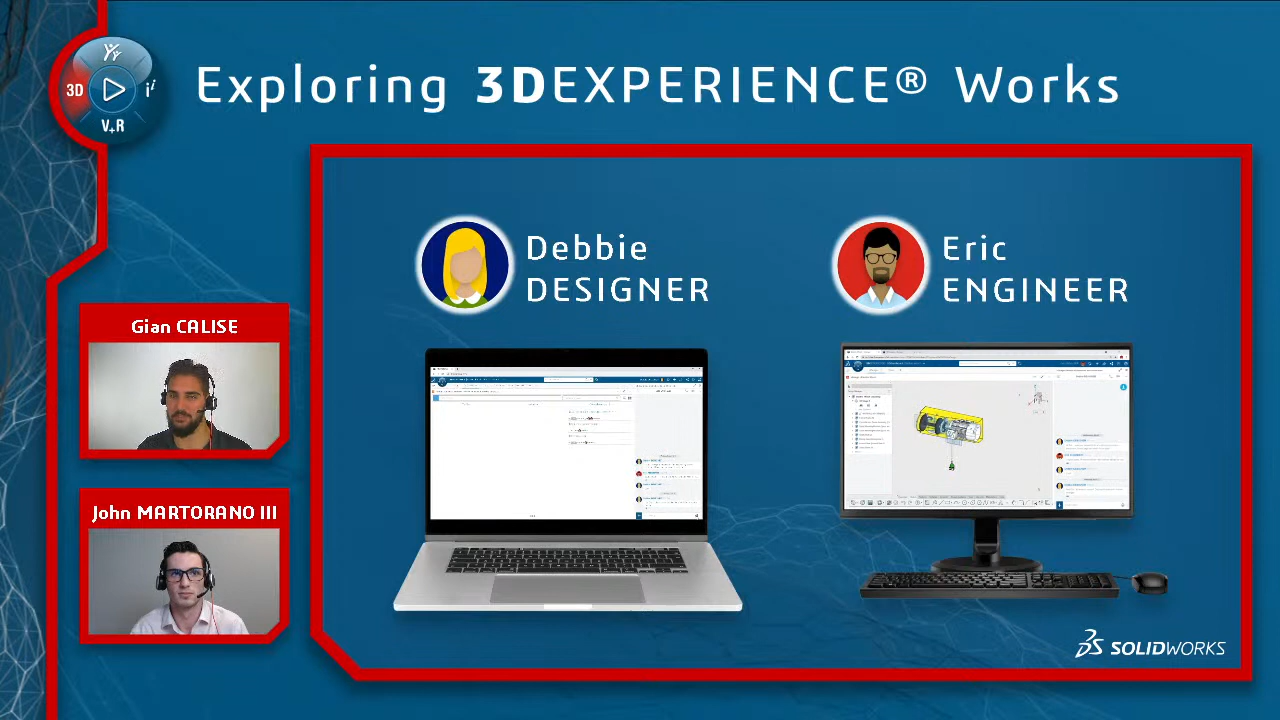 Exploring 3DEXPERIENCE® Works
3D
V+R
Debbie
DESIGNER
Eric
ENGINEER
Gian CALISE
John MARTORANO III
SOLIDWORKS